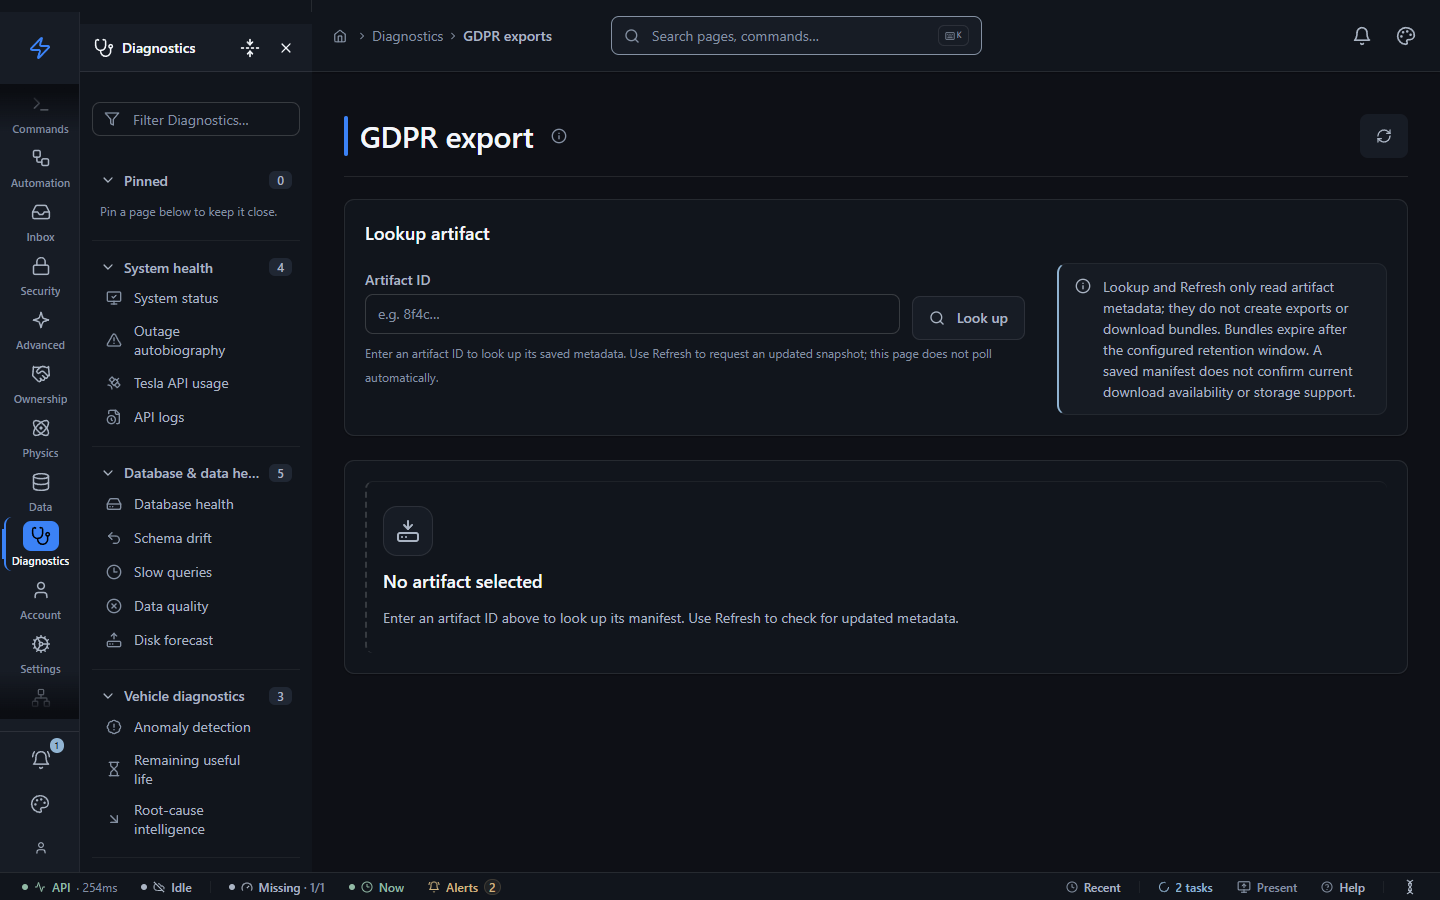 Diagnostics
Diagnostics
GDPR exports
Search pages, commands...
K
Commands
Automation
Inbox
Security
Advanced
Ownership
Physics
Data
Diagnostics
Account
Settings
1
Filter Diagnostics...
Pinned
0
Pin a page below to keep it close.
System health
4
System status
Outage
autobiography
Tesla API usage
API logs
Database & data he...
5
Database health
Schema drift
Slow queries
Data quality
Disk forecast
Vehicle diagnostics
3
Anomaly detection
Remaining useful
life
Root-cause
intelligence
GDPR export
Lookup artifact
Artifact ID
e.g. 8f4c...
Look up
Enter an artifact ID to look up its saved metadata. Use Refresh to request an updated snapshot; this page does not poll
automatically.
Lookup and Refresh only read artifact
metadata; they do not create exports or
download bundles. Bundles expire after
the configured retention window. A
saved manifest does not confirm current
download availability or storage support.
No artifact selected
Enter an artifact ID above to look up its manifest. Use Refresh to check for updated metadata.
API · 254ms
Idle
Missing · 1/1
Now
Alerts 2
Recent
2 tasks
Present
Help